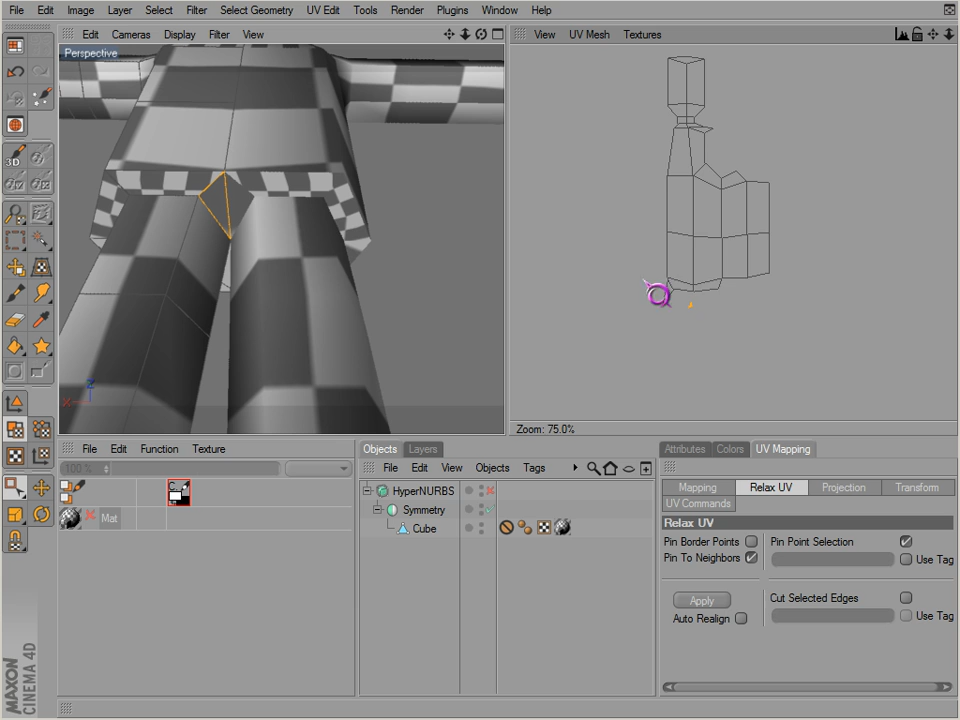 File Edit Image Layer Select Filter Select Geometry UV Edit Tools Render Plugins Window Help
Edit Cameras Display Filter View
View UV Mesh Textures
Perspective
3D
Z
X
Zoom: 75.0%
File Edit Function Texture
100 %
C
Mat
Objects Layers
File Edit View Objects Tags
HyperNURBS
Symmetry
Cube
Attributes Colors UV Mapping
Mapping Relax UV Projection Transform
UV Commands
Relax UV
Pin Border Points Pin Point Selection
Pin To Neighbors Use Tag
Apply Cut Selected Edges
Auto Realign Use Tag
MAXON
CINEMA 4D